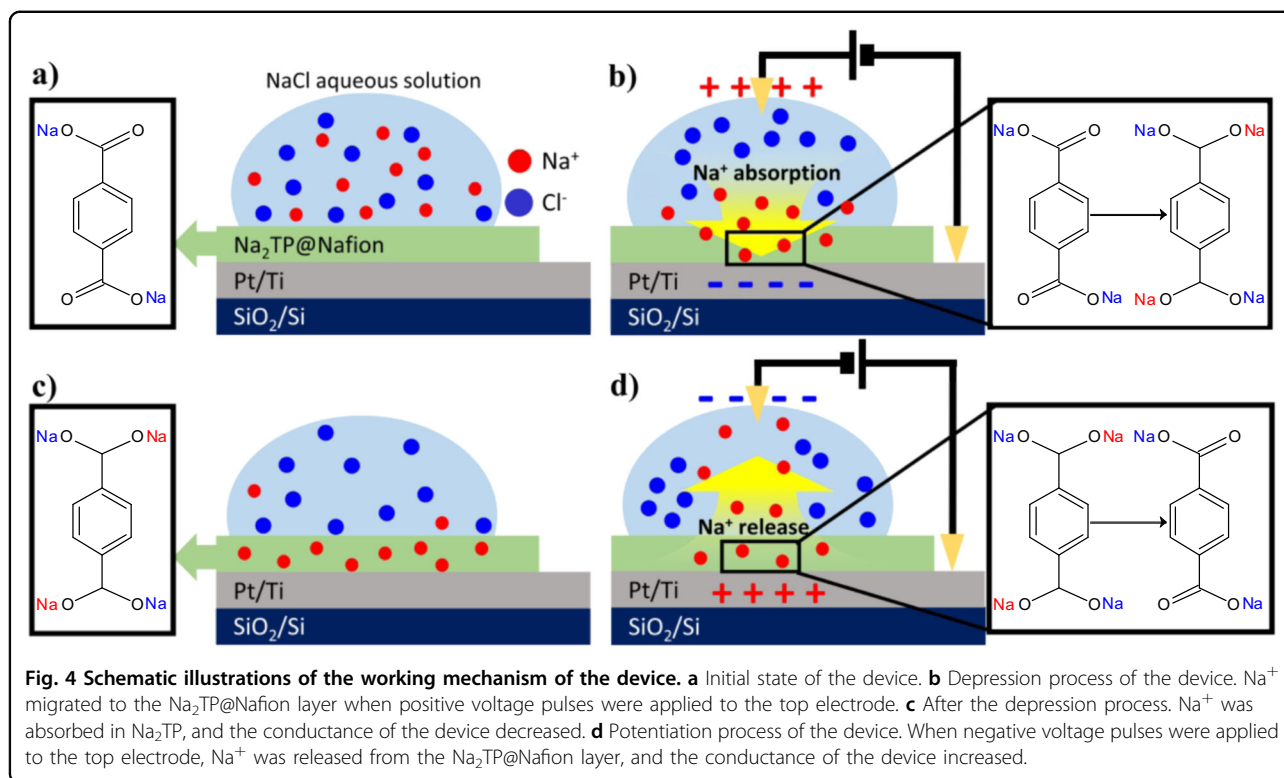 a)
NaCl aqueous solution
NaO
O
O
ONa
Na⁺
Cl⁻
Na₂TP@Nafion
Pt/Ti
SiO₂/Si
b)
+ + + +
Na⁺ absorption
Pt/Ti
- - - -
SiO₂/Si
NaO
O
O
ONa
NaO
ONa
NaO
ONa
c)
NaO
ONa
NaO
ONa
Pt/Ti
SiO₂/Si
d)
- - - -
Na⁺ release
Pt/Ti
+ + + +
SiO₂/Si
NaO
ONa
NaO
ONa
NaO
O
O
ONa
Fig. 4 Schematic illustrations of the working mechanism of the device. a Initial state of the device. b Depression process of the device. Na⁺
migrated to the Na₂TP@Nafion layer when positive voltage pulses were applied to the top electrode. c After the depression process. Na⁺ was
absorbed in Na₂TP, and the conductance of the device decreased. d Potentiation process of the device. When negative voltage pulses were applied
to the top electrode, Na⁺ was released from the Na₂TP@Nafion layer, and the conductance of the device increased.